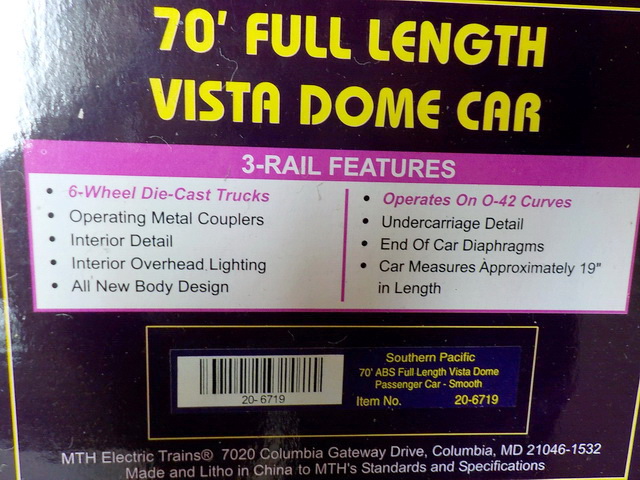 70' FULL LENGTH
VISTA DOME CAR
3-RAIL FEATURES
• 6-Wheel Die-Cast Trucks
• Operating Metal Couplers
• Interior Detail
• Interior Overhead Lighting
• All New Body Design
• Operates On O-42 Curves
• Undercarriage Detail
• End Of Car Diaphragms
• Car Measures Approximately 19"
in Length
20-6719
Southern Pacific
70' ABS Full Length Vista Dome
Passenger Car - Smooth
Item No. 20-6719
MTH Electric Trains® 7020 Columbia Gateway Drive, Columbia, MD 21046-1532
Made and Litho in China to MTH's Standards and Specifications